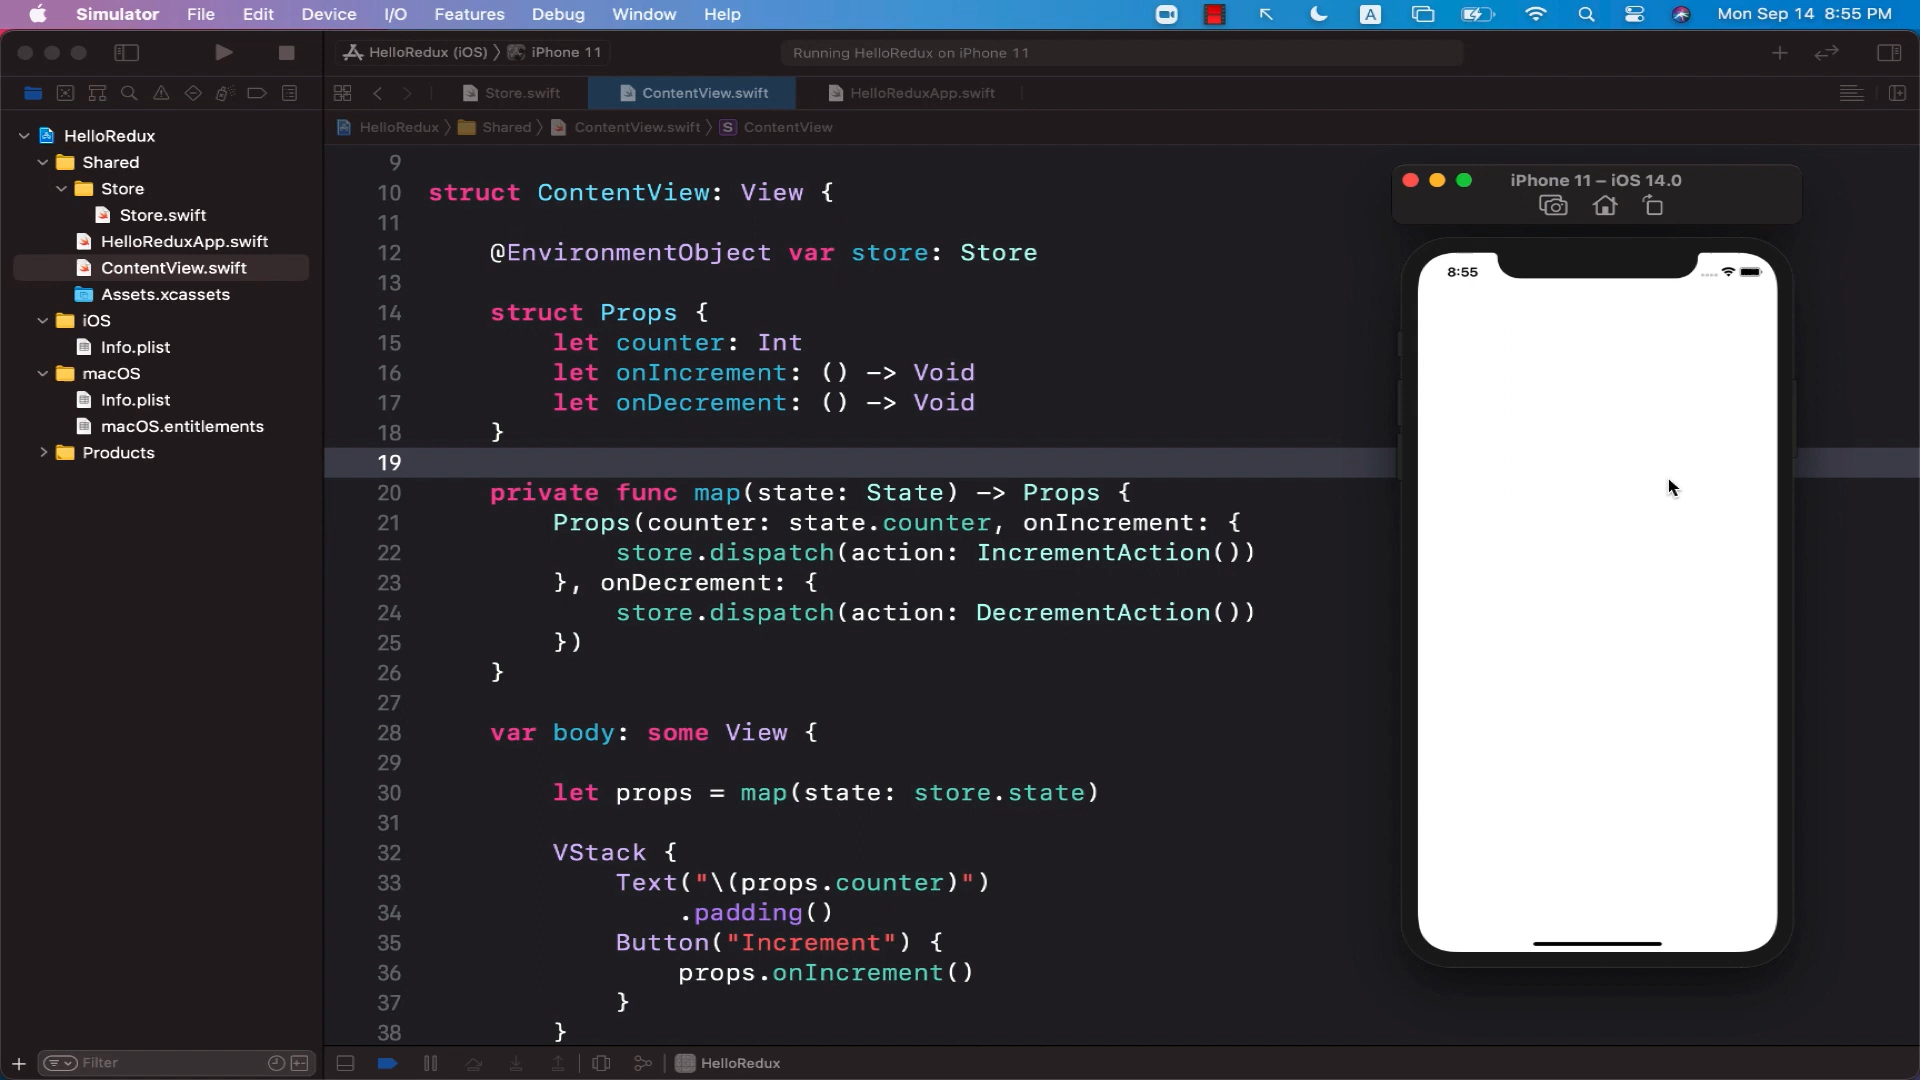 Simulator File Edit Device I/O Features Debug Window Help A Mon Sep 14 8:55 PM
HelloRedux (iOS) iPhone 11 Running HelloRedux on iPhone 11
Store.swift ContentView.swift HelloReduxApp.swift
HelloRedux Shared ContentView.swift S ContentView
HelloRedux
Shared
Store
Store.swift
HelloReduxApp.swift
ContentView.swift
Assets.xcassets
iOS
Info.plist
macOS
Info.plist
macOS.entitlements
Products
Filter
9
10 struct ContentView: View {
11
12 @EnvironmentObject var store: Store
13
14 struct Props {
15 let counter: Int
16 let onIncrement: () -> Void
17 let onDecrement: () -> Void
18 }
19
20 private func map(state: State) -> Props {
21 Props(counter: state.counter, onIncrement: {
22 store.dispatch(action: IncrementAction())
23 }, onDecrement: {
24 store.dispatch(action: DecrementAction())
25 })
26 }
27
28 var body: some View {
29
30 let props = map(state: store.state)
31
32 VStack {
33 Text("\(props.counter)")
34 .padding()
35 Button("Increment") {
36 props.onIncrement()
37 }
38 }
HelloRedux
iPhone 11 – iOS 14.0
8:55